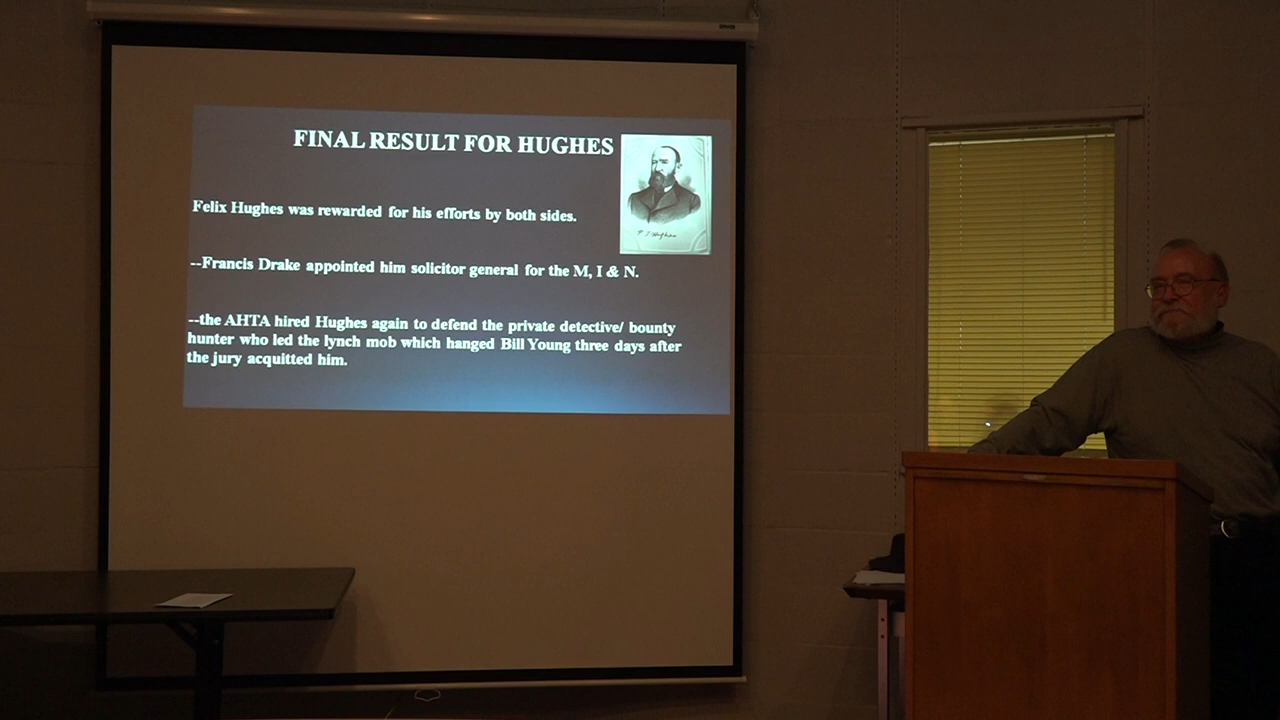 FINAL RESULT FOR HUGHES
Felix Hughes was rewarded for his efforts by both sides.
--Francis Drake appointed him solicitor general for the M, I & N.
--the AHTA hired Hughes again to defend the private detective/ bounty
hunter who led the lynch mob which hanged Bill Young three days after
the jury acquitted him.